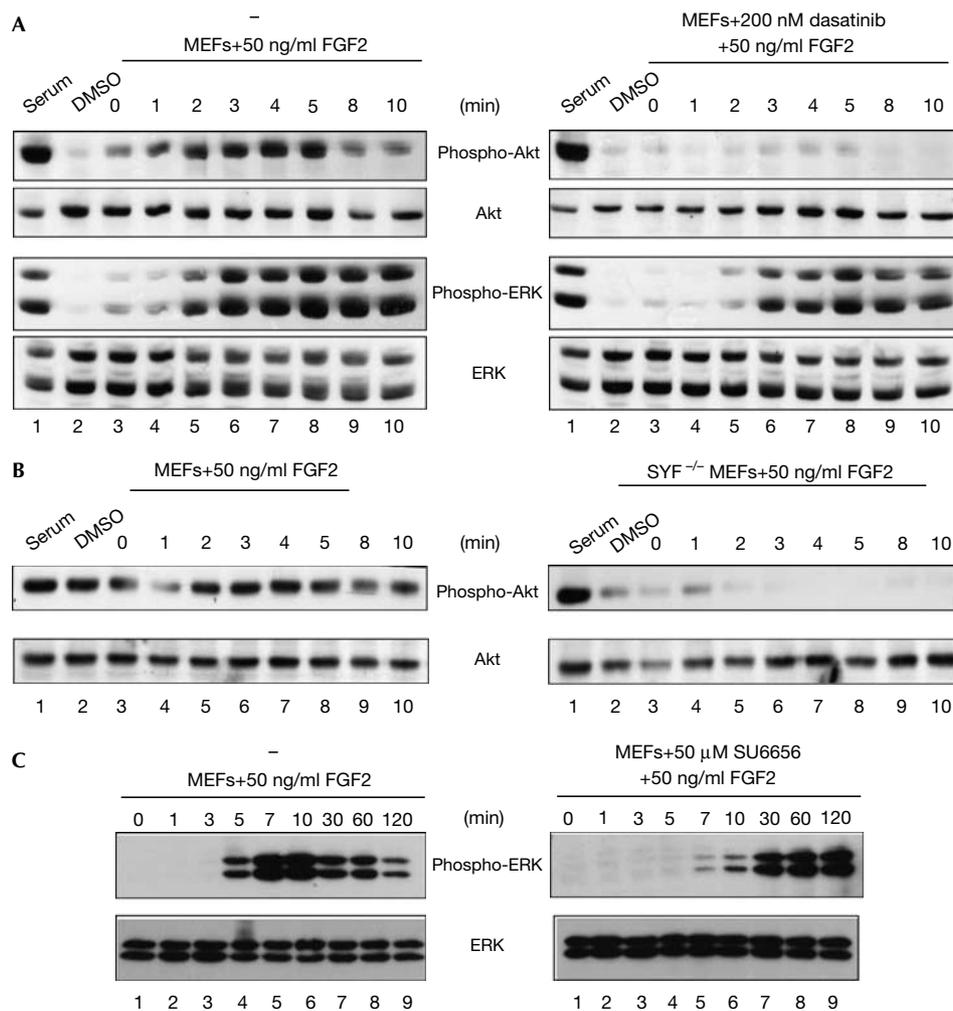 A
–
MEFs+50 ng/ml FGF2
MEFs+200 nM dasatinib
+50 ng/ml FGF2
Serum DMSO 0 1 2 3 4 5 8 10 (min) Serum DMSO 0 1 2 3 4 5 8 10
Phospho-Akt
Akt
Phospho-ERK
ERK
1 2 3 4 5 6 7 8 9 10 1 2 3 4 5 6 7 8 9 10
B
MEFs+50 ng/ml FGF2
SYF –/– MEFs+50 ng/ml FGF2
Serum DMSO 0 1 2 3 4 5 8 10 (min) Serum DMSO 0 1 2 3 4 5 8 10
Phospho-Akt
Akt
1 2 3 4 5 6 7 8 9 10 1 2 3 4 5 6 7 8 9 10
C
–
MEFs+50 ng/ml FGF2
MEFs+50 μM SU6656
+50 ng/ml FGF2
0 1 3 5 7 10 30 60 120 (min) 0 1 3 5 7 10 30 60 120
Phospho-ERK
ERK
1 2 3 4 5 6 7 8 9 1 2 3 4 5 6 7 8 9